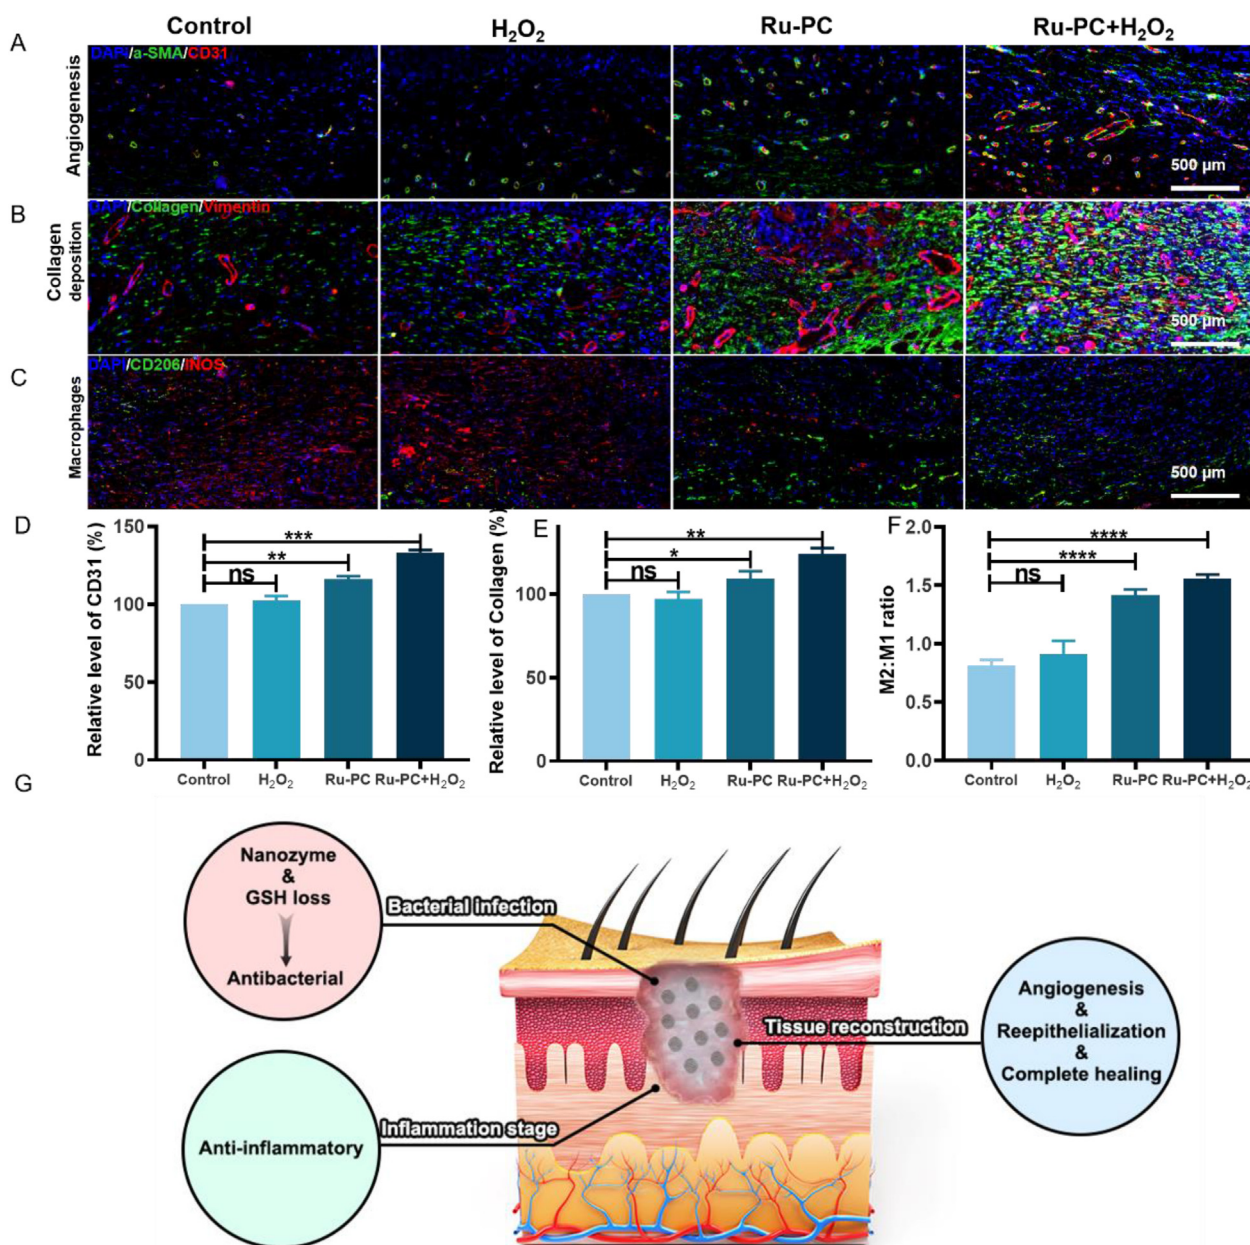 Control
H₂O₂
Ru-PC
Ru-PC+H₂O₂
A
DAPI/a-SMA/CD31
Angiogenesis
500 µm
B
DAPI/Collagen/Vimentin
Collagen
deposition
500 µm
C
DAPI/CD206/iNOS
Macrophages
500 µm
D
Relative level of CD31 (%)
150
100
50
0
***
**
ns
Control
H₂O₂
Ru-PC
Ru-PC+H₂O₂
E
Relative level of Collagen (%)
100
50
0
**
*
ns
Control
H₂O₂
Ru-PC
Ru-PC+H₂O₂
F
M2:M1 ratio
2.0
1.5
1.0
0.5
0.0
****
****
ns
Control
H₂O₂
Ru-PC
Ru-PC+H₂O₂
G
Nanozyme
&
GSH loss
Antibacterial
Bacterial infection
Anti-inflammatory
Inflammation stage
Tissue reconstruction
Angiogenesis
&
Reepithelialization
&
Complete healing